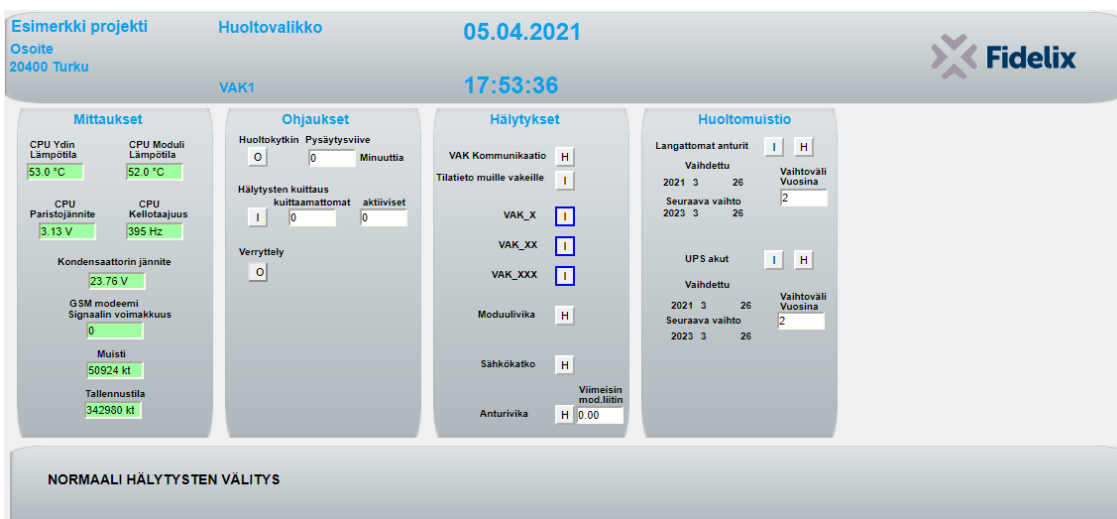 Esimerkki projekti
Osoite
20400 Turku
Huoltovalikko
VAK1
05.04.2021
17:53:36
Fidelix
Mittaukset
CPU Ydin CPU Moduli
Lämpötila Lämpötila
53.0 °C 52.0 °C
CPU CPU
Paristojännite Kellotaajuus
3.13 V 395 Hz
Kondensaattorin jännite
23.76 V
GSM modeemi
Signaalin voimakkuus
0
Muisti
50924 kt
Tallennustila
342980 kt
Ohjaukset
Huoltokytkin Pysäytysviive
O 0 Minuuttia
Hälytysten kuittaus
kuittaamattomat aktiiviset
I 0 0
Verryttely
O
Hälytykset
VAK Kommunikaatio H
Tilatieto muille vakeille I
VAK_X I
VAK_XX I
VAK_XXX I
Moduulivika H
Sähkökatko H
Viimeisin
mod.liitin
Anturivika H 0.00
Huoltomuistio
Langattomat anturit I H
Vaihdettu
2021 3 26
Seuraava vaihto
2023 3 26
Vaihtoväli
Vuosina
2
UPS akut I H
Vaihdettu
2021 3 26
Seuraava vaihto
2023 3 26
Vaihtoväli
Vuosina
2
NORMAALI HÄLYTYSTEN VÄLITYS